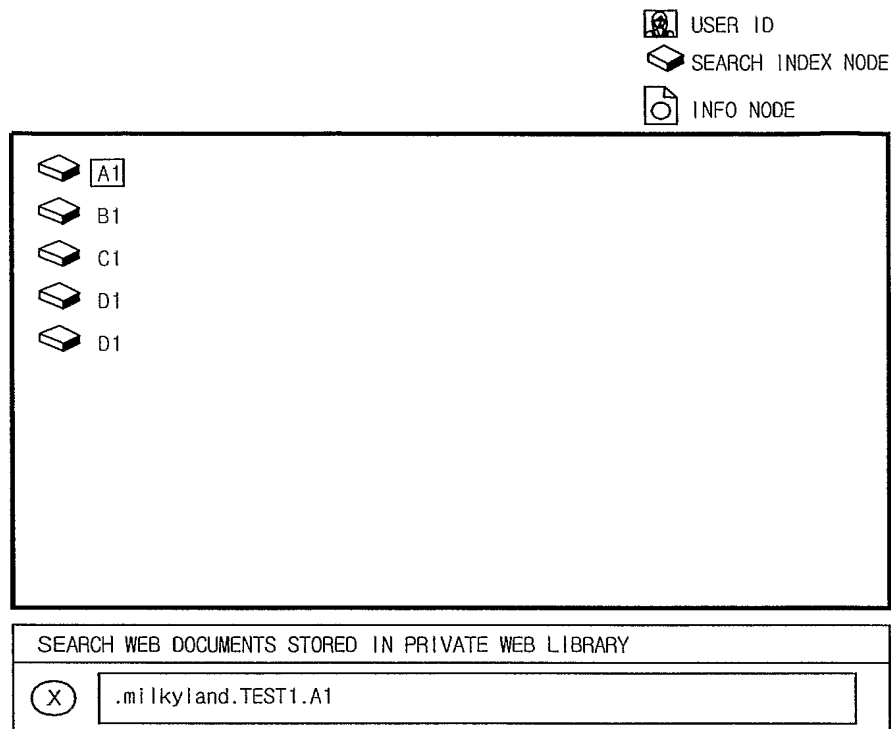 USER ID
SEARCH INDEX NODE
INFO NODE
A1
B1
C1
D1
D1
SEARCH WEB DOCUMENTS STORED IN PRIVATE WEB LIBRARY
X
.milkyland.TEST1.A1